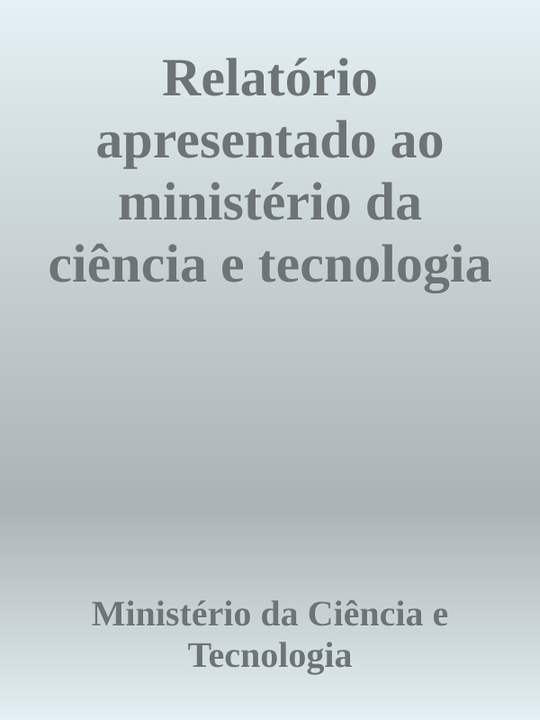 Relatório
apresentado ao
ministério da
ciência e tecnologia
Ministério da Ciência e
Tecnologia